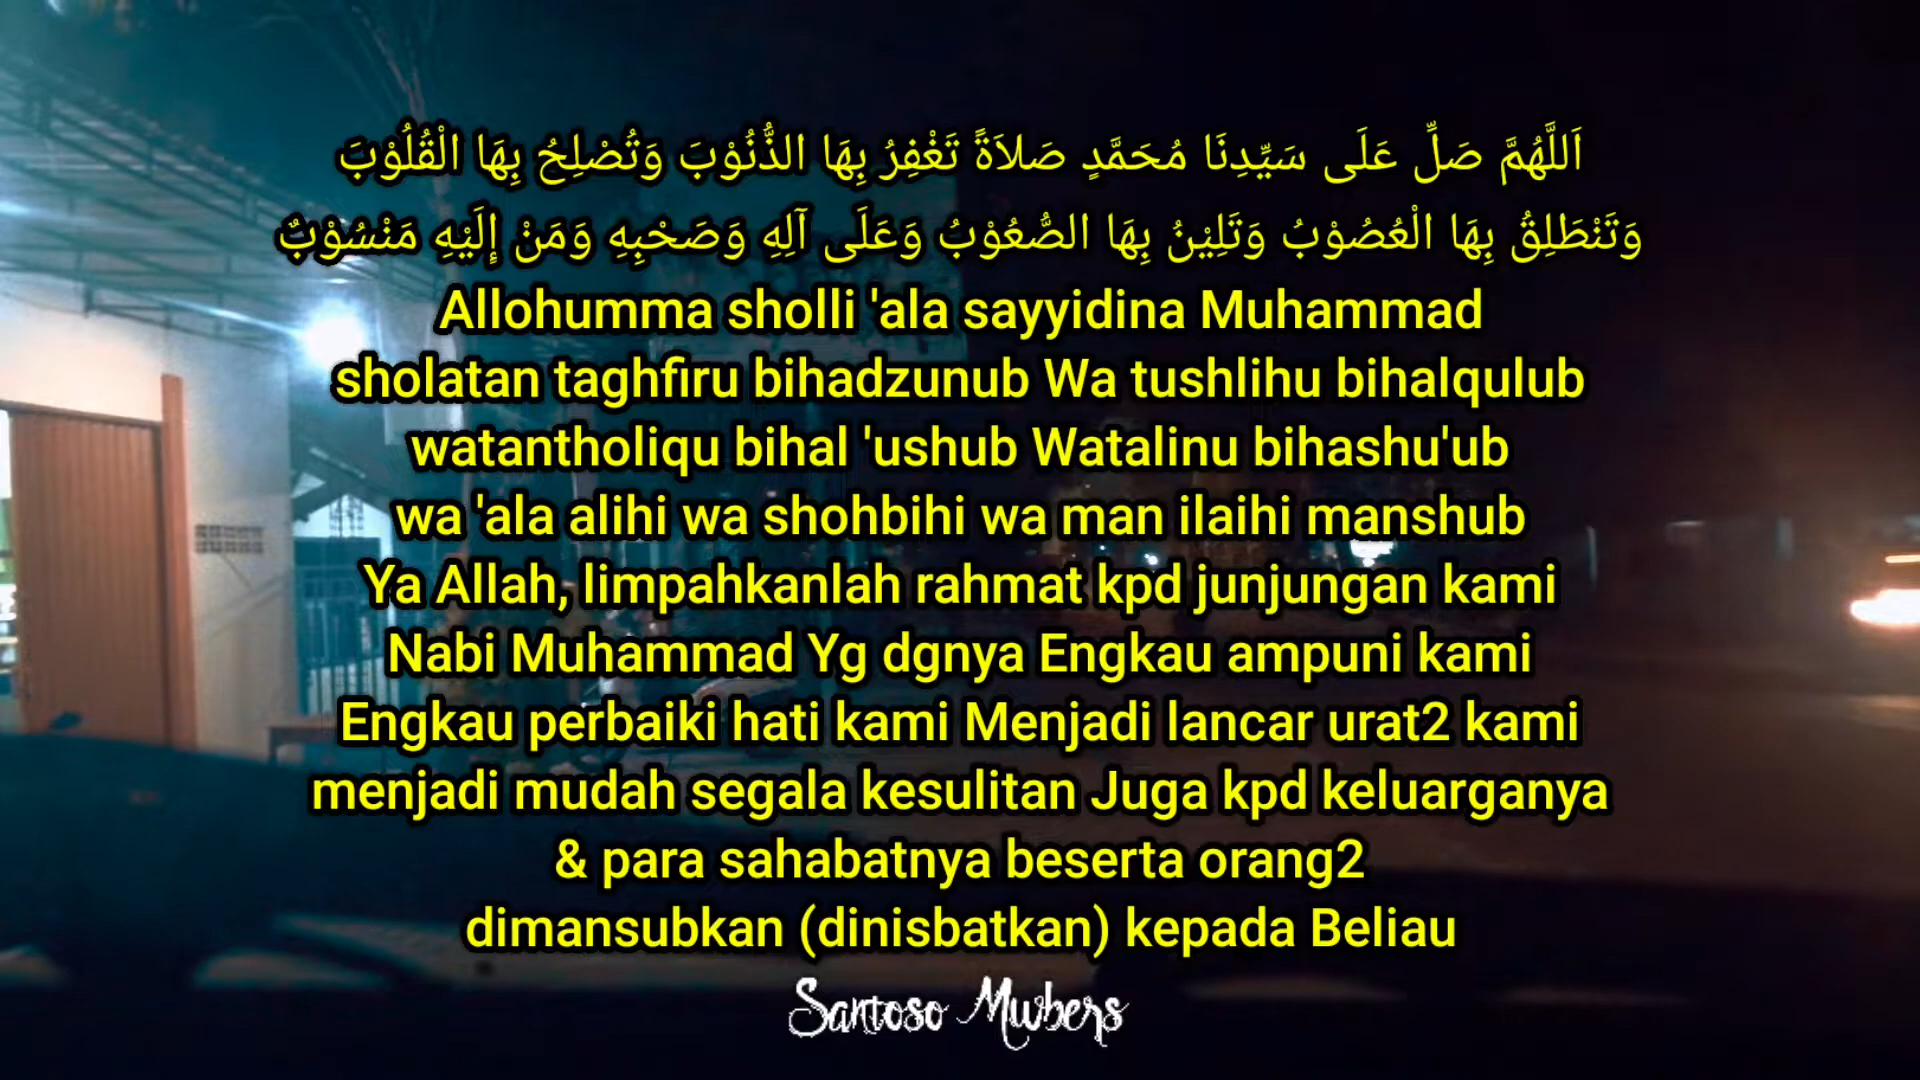 اَللَّهُمَّ صَلِّ عَلَى سَيِّدِنَا مُحَمَّدٍ صَلاَةً تَغْفِرُ بِهَا الذُّنُوْبَ وَتُصْلِحُ بِهَا الْقُلُوْبَ
وَتَنْطَلِقُ بِهَا الْعُصُوْبُ وَتَلِيْنُ بِهَا الصُّعُوْبُ وَعَلَى آلِهِ وَصَحْبِهِ وَمَنْ إِلَيْهِ مَنْسُوْبٌ
Allohumma sholli 'ala sayyidina Muhammad
sholatan taghfiru bihadzunub Wa tushlihu bihalqulub
watantholiqu bihal 'ushub Watalinu bihashu'ub
wa 'ala alihi wa shohbihi wa man ilaihi manshub
Ya Allah, limpahkanlah rahmat kpd junjungan kami
Nabi Muhammad Yg dgnya Engkau ampuni kami
Engkau perbaiki hati kami Menjadi lancar urat2 kami
menjadi mudah segala kesulitan Juga kpd keluarganya
& para sahabatnya beserta orang2
dimansubkan (dinisbatkan) kepada Beliau
Santoso Mwbers